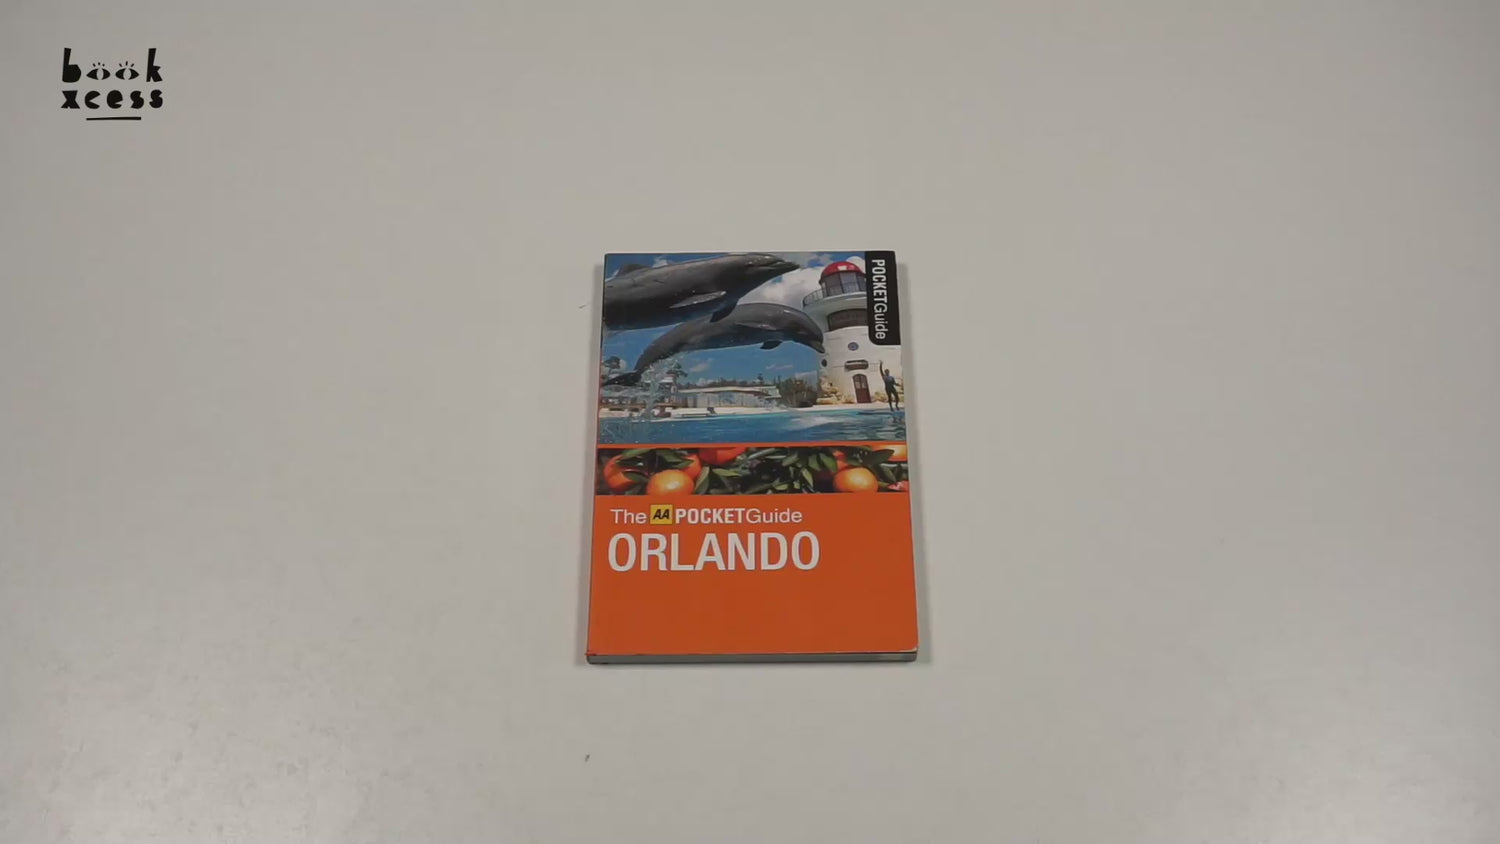 book
xcess
POCKETGuide
The AA POCKETGuide
ORLANDO